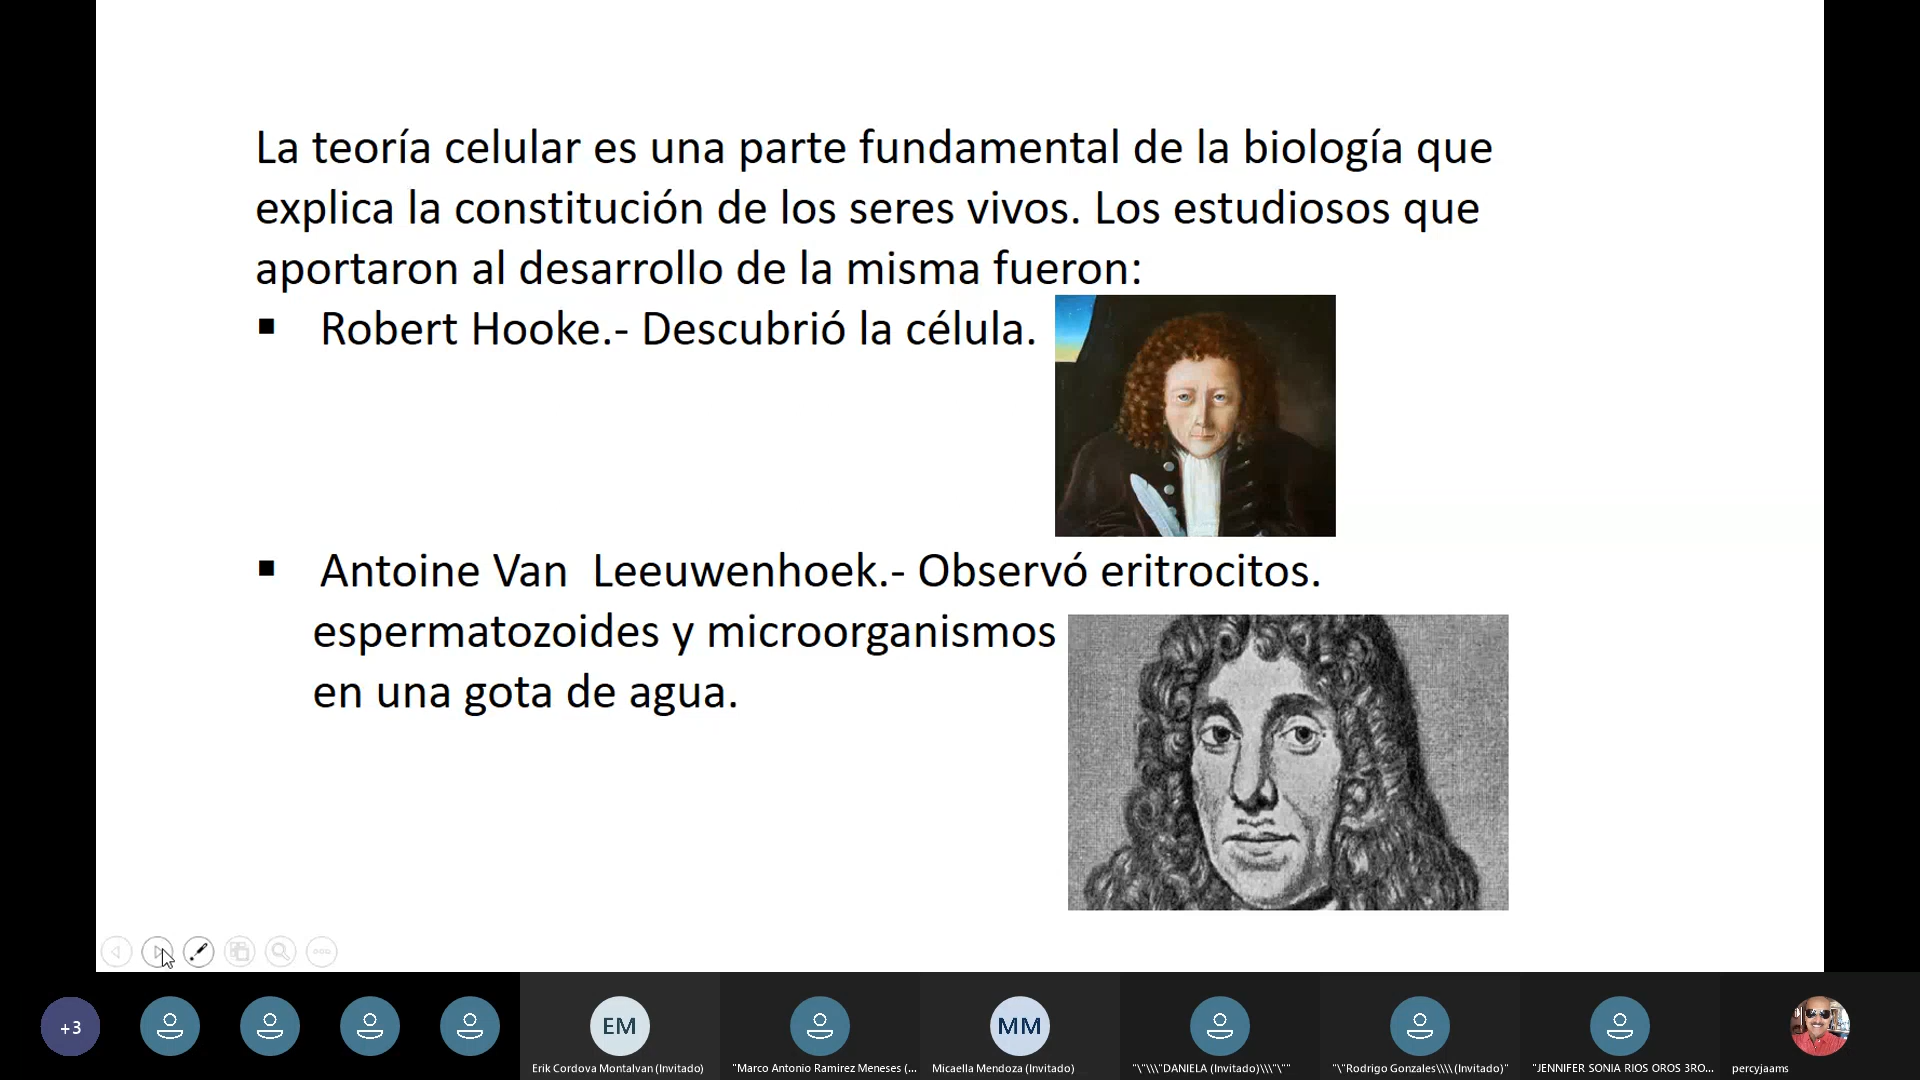 La teoría celular es una parte fundamental de la biología que
explica la constitución de los seres vivos. Los estudiosos que
aportaron al desarrollo de la misma fueron:
▪ Robert Hooke.- Descubrió la célula.
▪ Antoine Van  Leeuwenhoek.- Observó eritrocitos.
espermatozoides y microorganismos
en una gota de agua.
+3
EM
MM
Erik Cordova Montalvan (Invitado)
"Marco Antonio Ramirez Meneses (...
Micaella Mendoza (Invitado)
"\"\\\"DANIELA (Invitado)\\\"\""
"\"Rodrigo Gonzales\\\\ (Invitado)"
"JENNIFER SONIA RIOS OROS 3RO...
percyjaams